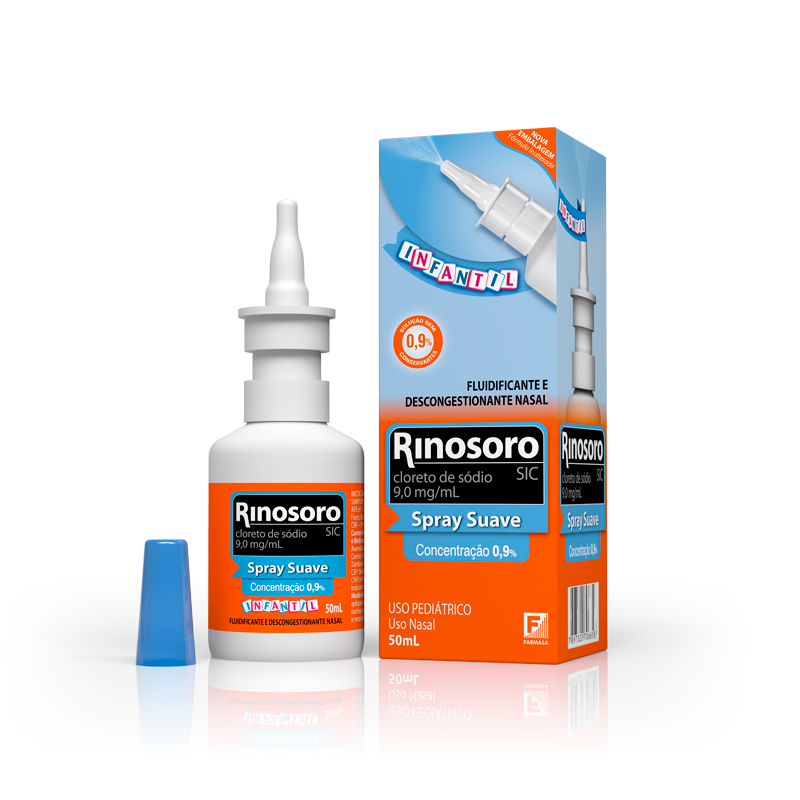 Rinosoro
SIC
cloreto de sódio
9,0 mg/mL
Spray Suave
Concentração 0,9%
INFANTIL
50mL
FLUIDIFICANTE E DESCONGESTIONANTE NASAL
NOVA
EMBALAGEM
Fórmula inalterada
INFANTIL
SOLUÇÃO SEM
0,9%
CONSERVANTES
FLUIDIFICANTE E
DESCONGESTIONANTE NASAL
Rinosoro
SIC
cloreto de sódio
9,0 mg/mL
Spray Suave
Concentração 0,9%
USO PEDIÁTRICO
Uso Nasal
50mL
F
FARMASA
INFANTIL
Rinosoro
SIC
cloreto de sódio
9,0 mg/mL
Spray Suave
Concentração 0,9%